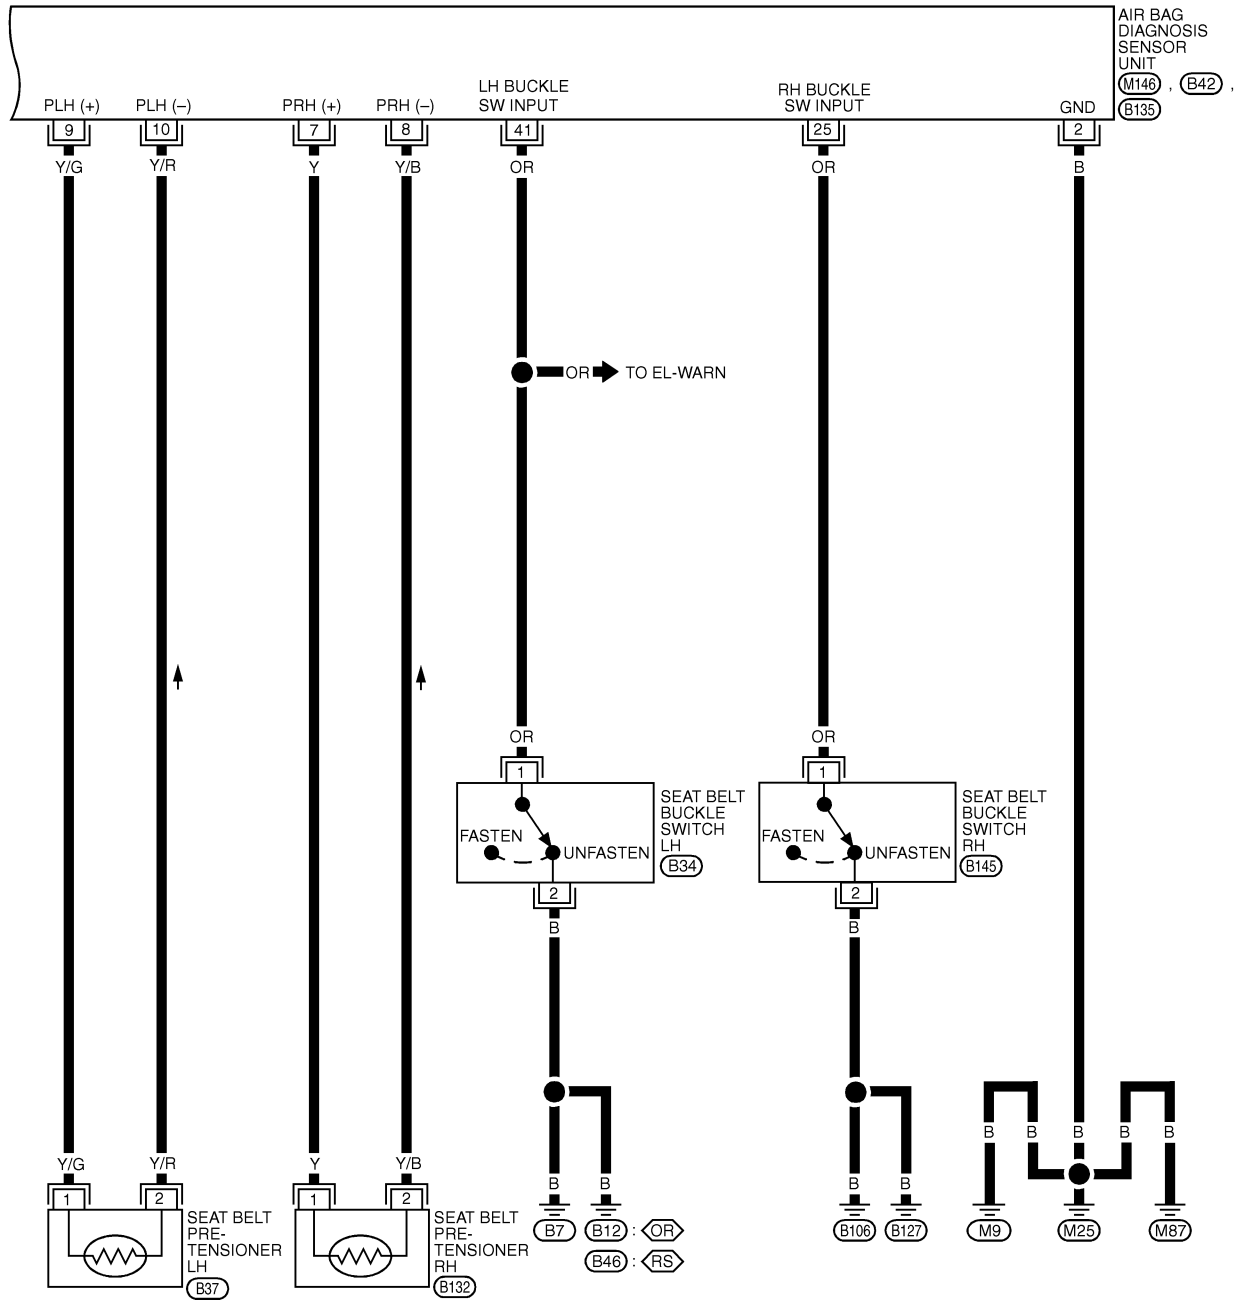 AIR BAG
DIAGNOSIS
SENSOR
UNIT
M146 , B42 ,
B135
LH BUCKLE
SW INPUT
RH BUCKLE
SW INPUT
PLH (+) PLH (–) PRH (+) PRH (–) GND
9 10 7 8 41 25 2
Y/G Y/R Y Y/B OR OR B
OR TO EL-WARN
OR OR
1 1
SEAT BELT
BUCKLE
SWITCH
LH
B34
FASTEN
UNFASTEN
SEAT BELT
BUCKLE
SWITCH
RH
B145
FASTEN
UNFASTEN
2 2
B B
B B B B B
Y/G Y/R Y Y/B
B B B B
1 2 1 2
SEAT BELT
PRE-
TENSIONER
LH
B37
SEAT BELT
PRE-
TENSIONER
RH
B132
B7 B12 : OR
B46 : RS
B106 B127
M9 M25 M87